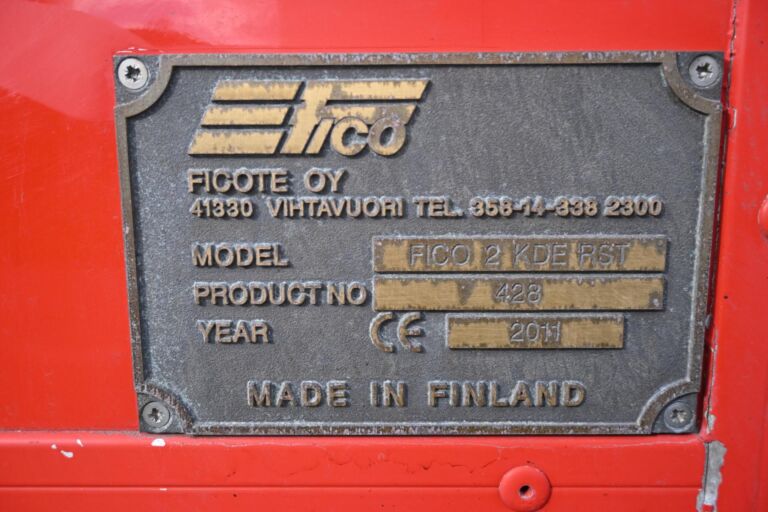 Fico
FICOTE OY
41330 VIHTAVUORI TEL. 358-14-338 2300
MODEL FICO 2 KDE RST
PRODUCT NO 428
YEAR CE 2011
MADE IN FINLAND